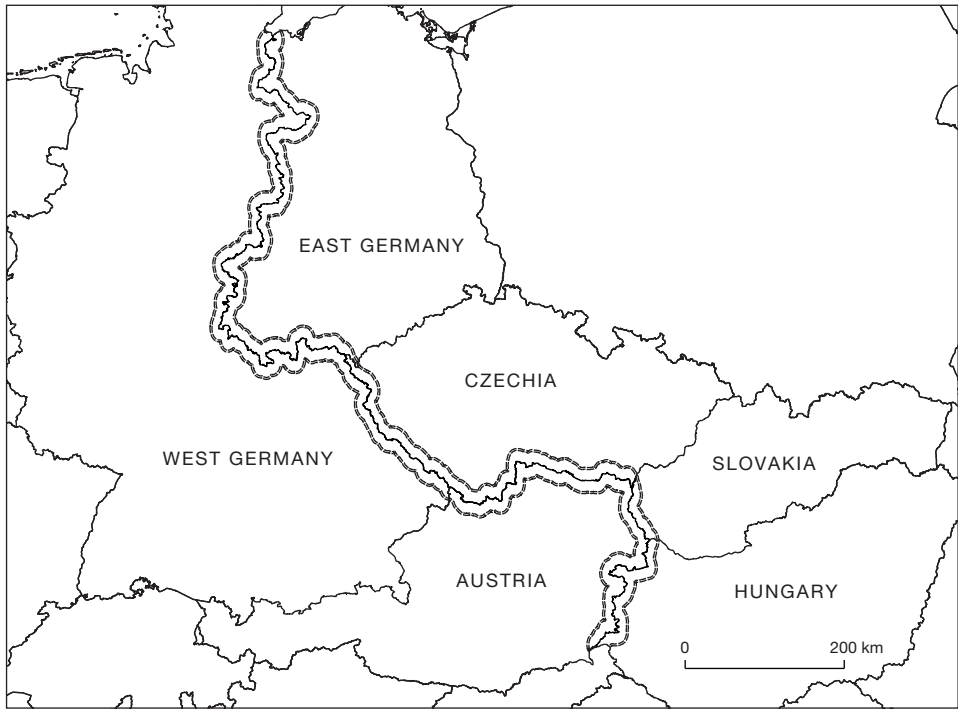 EAST GERMANY
CZECHIA
WEST GERMANY
SLOVAKIA
AUSTRIA
HUNGARY
0 200 km